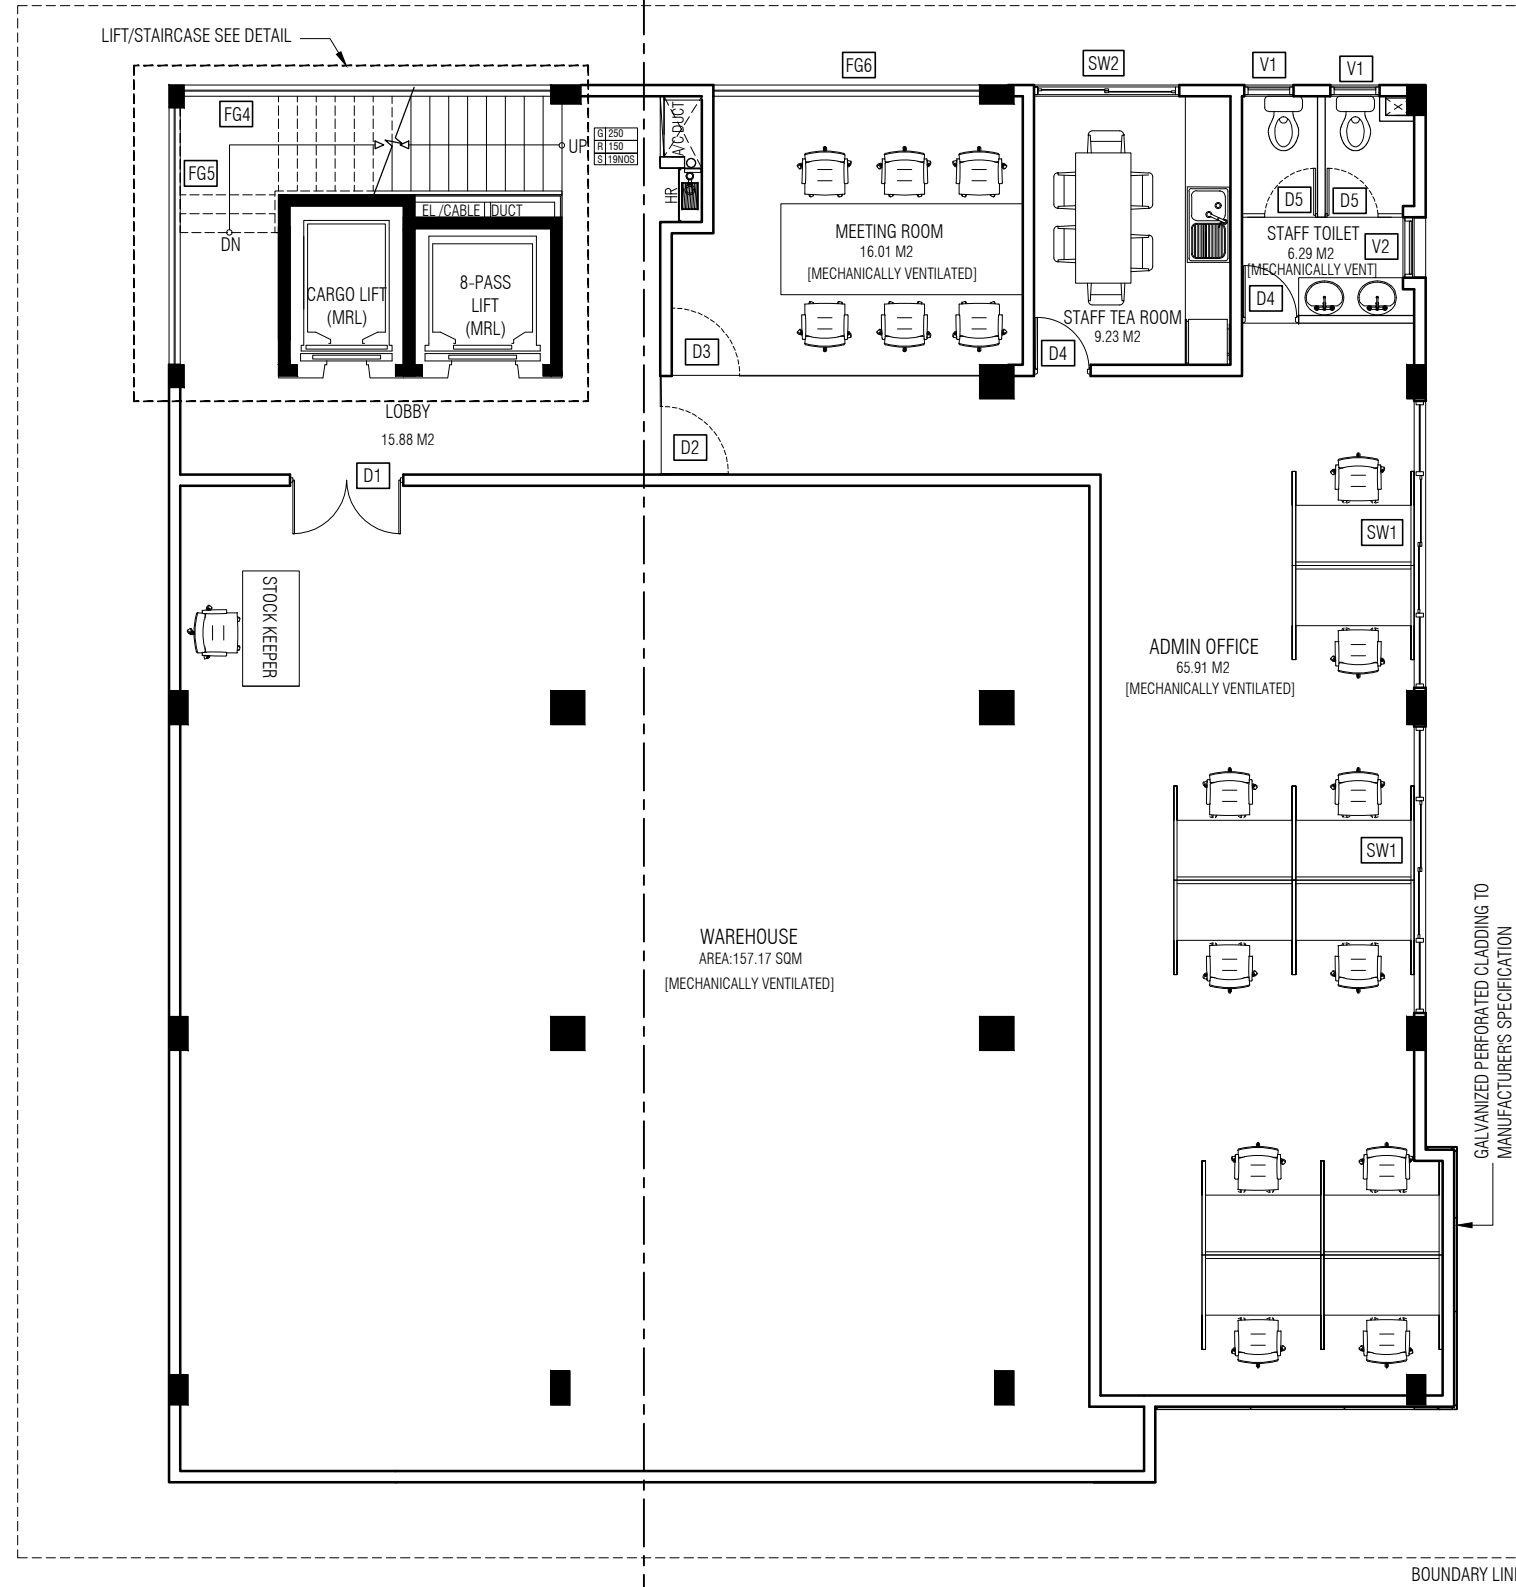 LIFT/STAIRCASE SEE DETAIL
FG6
SW2
V1
V1
FG4
UP
G 250
R 150
S 19NOS
A/C DUCT
X
FG5
HR
EL /CABLE DUCT
DN
D5
D5
MEETING ROOM
16.01 M2
[MECHANICALLY VENTILATED]
STAFF TOILET
6.29 M2
[MECHANICALLY VENT]
V2
CARGO LIFT
(MRL)
8-PASS
LIFT
(MRL)
D4
STAFF TEA ROOM
9.23 M2
D3
D4
LOBBY
15.88 M2
D2
D1
SW1
STOCK KEEPER
ADMIN OFFICE
65.91 M2
[MECHANICALLY VENTILATED]
SW1
WAREHOUSE
AREA:157.17 SQM
[MECHANICALLY VENTILATED]
GALVANIZED PERFORATED CLADDING TO
MANUFACTURER'S SPECIFICATION
BOUNDARY LINE